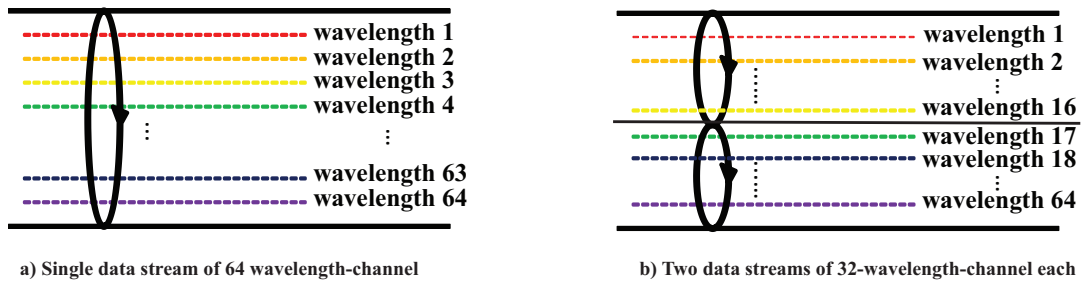 wavelength 1
wavelength 2
wavelength 3
wavelength 4
wavelength 63
wavelength 64
a) Single data stream of 64 wavelength-channel
wavelength 1
wavelength 2
wavelength 16
wavelength 17
wavelength 18
wavelength 64
b) Two data streams of 32-wavelength-channel each